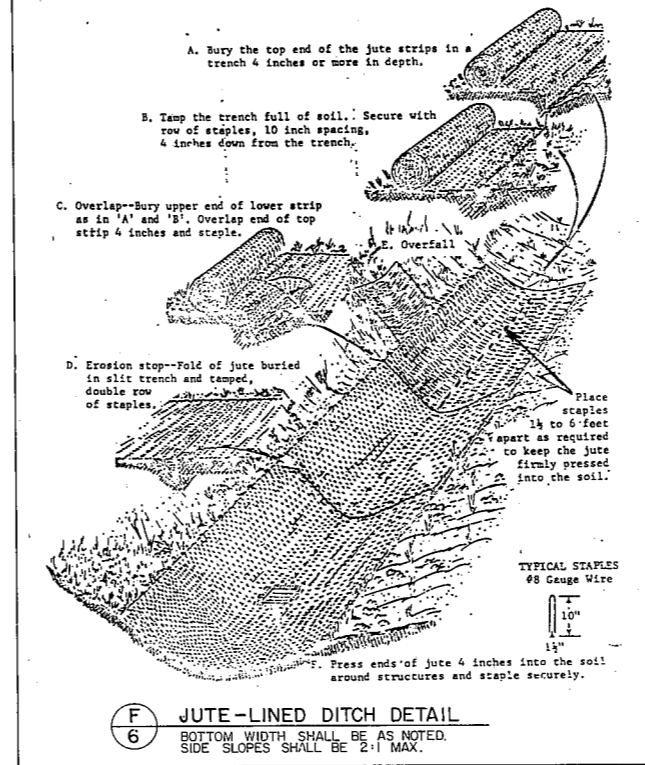 A. Bury the top end of the jute strips in a
trench 4 inches or more in depth.
B. Tamp the trench full of soil. Secure with
row of staples, 10 inch spacing,
4 inches down from the trench.
C. Overlap--Bury upper end of lower strip
as in 'A' and 'B'. Overlap end of top
strip 4 inches and staple.
E. Overfall
D. Erosion stop--Fold of jute buried
in slit trench and tamped,
double row
of staples.
Place
staples
1½ to 6 feet
apart as required
to keep the jute
firmly pressed
into the soil.
TYPICAL STAPLES
#8 Gauge Wire
10"
1½"
F. Press ends of jute 4 inches into the soil
around structures and staple securely.
F
6
JUTE-LINED DITCH DETAIL
BOTTOM WIDTH SHALL BE AS NOTED.
SIDE SLOPES SHALL BE 2:1 MAX.